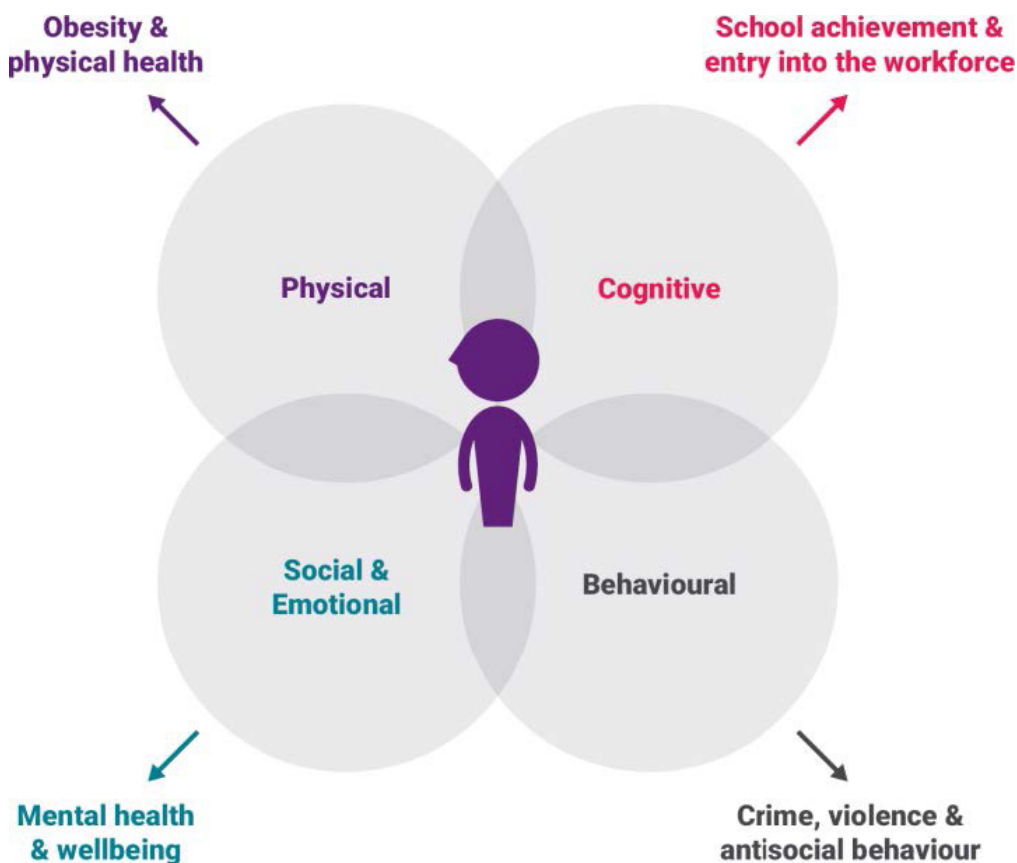 Obesity &
physical health
School achievement &
entry into the workforce
Physical
Cognitive
Social &
Emotional
Behavioural
Mental health
& wellbeing
Crime, violence &
antisocial behaviour